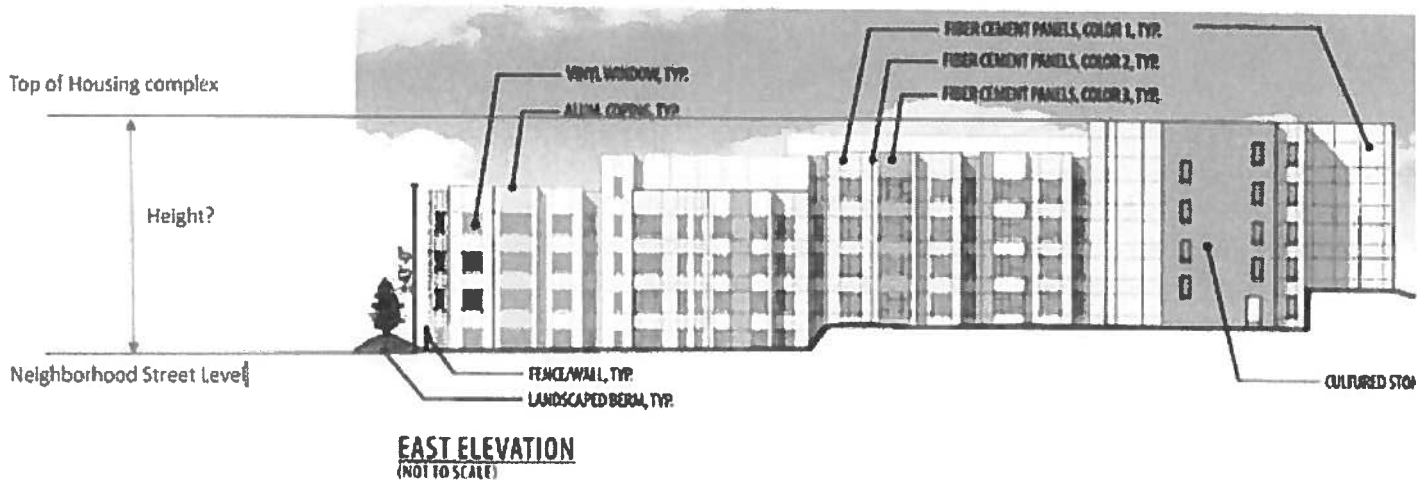 FIBER CEMENT PANELS, COLOR 1, TYP.
FIBER CEMENT PANELS, COLOR 2, TYP.
FIBER CEMENT PANELS, COLOR 3, TYP.
VINYL WINDOW, TYP.
ALUM. COPING, TYP.
Top of Housing complex
Height?
Neighborhood Street Level
FENCE/WALL, TYP.
LANDSCAPED BERM, TYP.
CULTURED STON
EAST ELEVATION
(NOT TO SCALE)